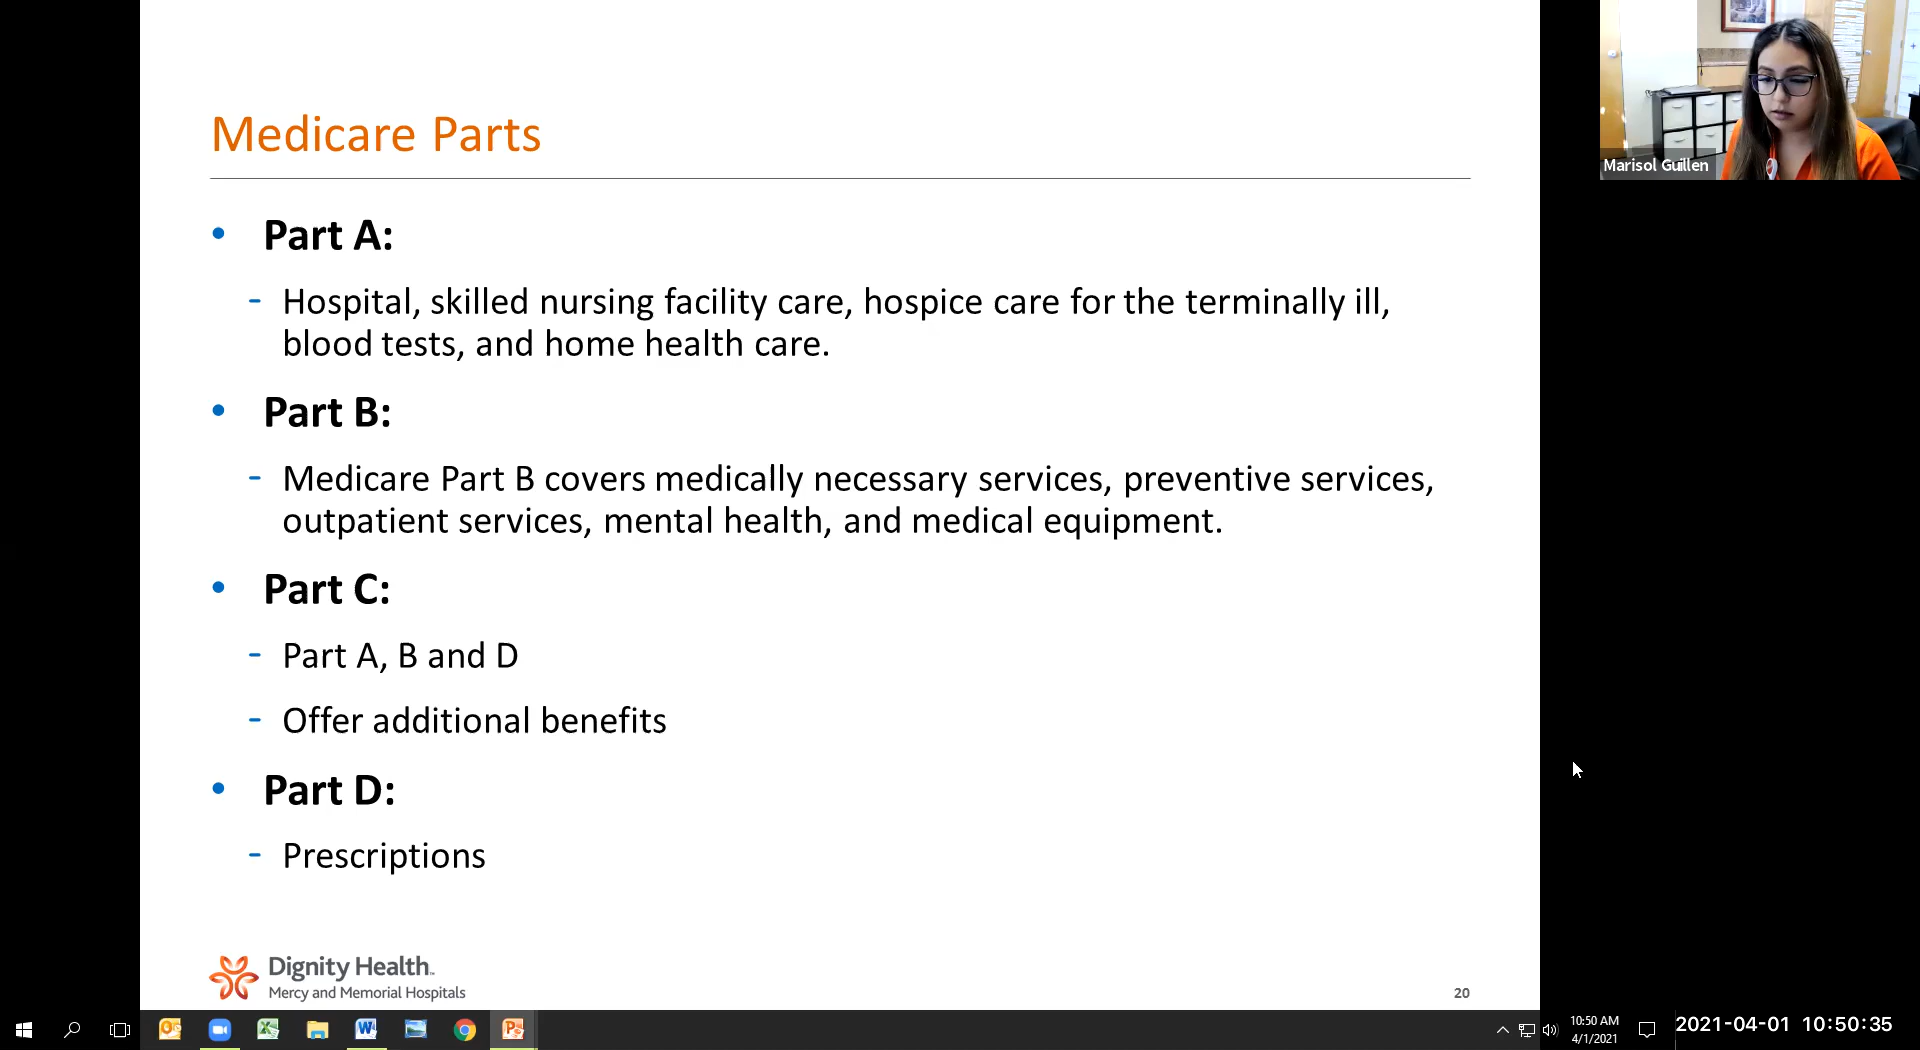 Medicare Parts
• Part A:
- Hospital, skilled nursing facility care, hospice care for the terminally ill,
blood tests, and home health care.
• Part B:
- Medicare Part B covers medically necessary services, preventive services,
outpatient services, mental health, and medical equipment.
• Part C:
- Part A, B and D
- Offer additional benefits
• Part D:
- Prescriptions
Dignity Health™
Mercy and Memorial Hospitals
20
Marisol Guillen
10:50 AM
4/1/2021
2021-04-01 10:50:35